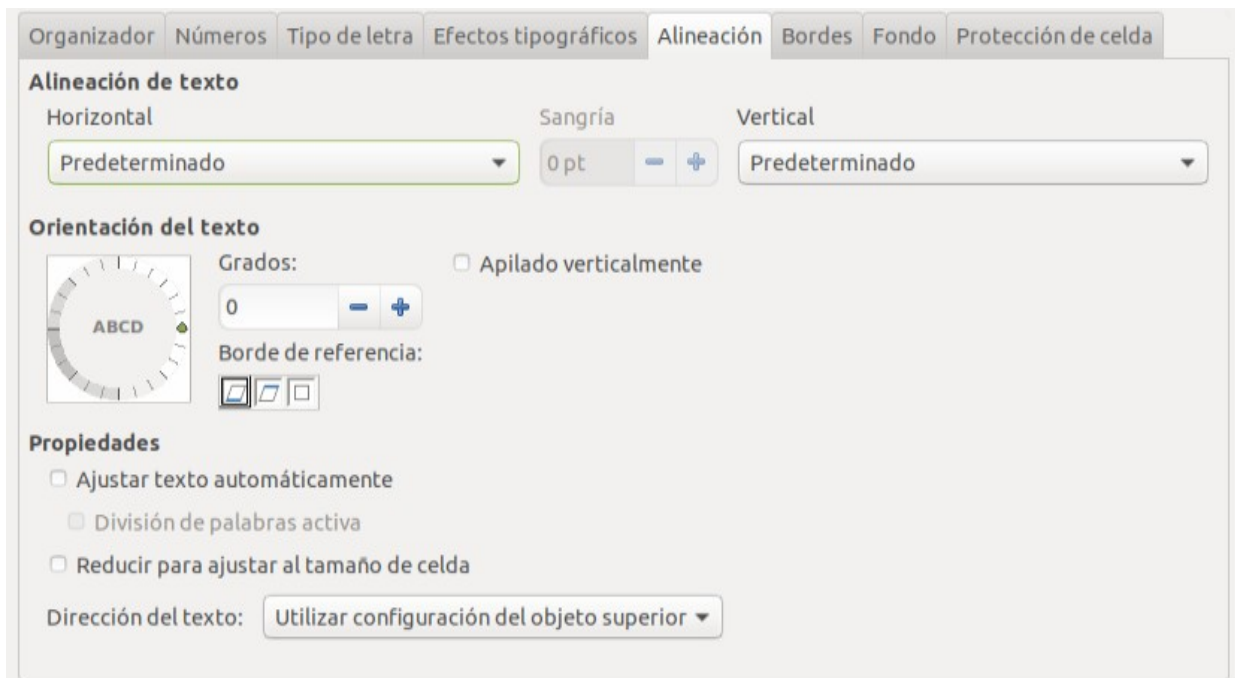 Organizador Números Tipo de letra Efectos tipográficos Alineación Bordes Fondo Protección de celda
Alineación de texto
Horizontal Sangría Vertical
Predeterminado 0 pt Predeterminado
Orientación del texto
Grados: Apilado verticalmente
0
ABCD
Borde de referencia:
Propiedades
Ajustar texto automáticamente
División de palabras activa
Reducir para ajustar al tamaño de celda
Dirección del texto: Utilizar configuración del objeto superior